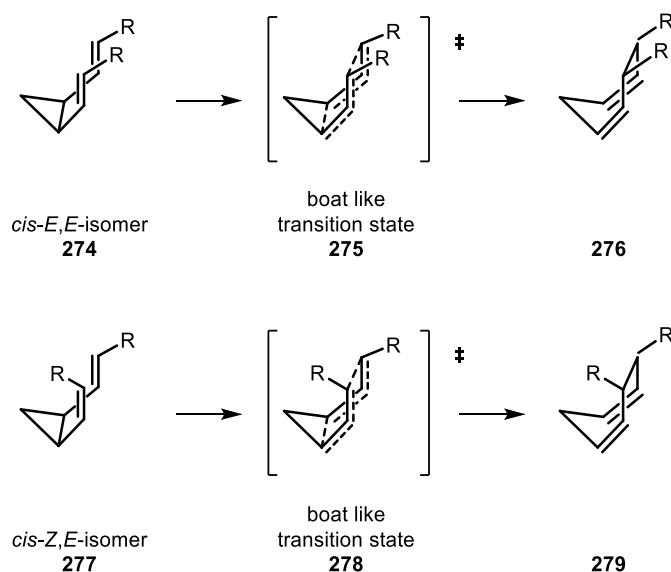 R
R
R
R
‡
R
R
cis-E,E-isomer
274
boat like
transition state
275
276
R
R
R
R
‡
R
R
cis-Z,E-isomer
277
boat like
transition state
278
279